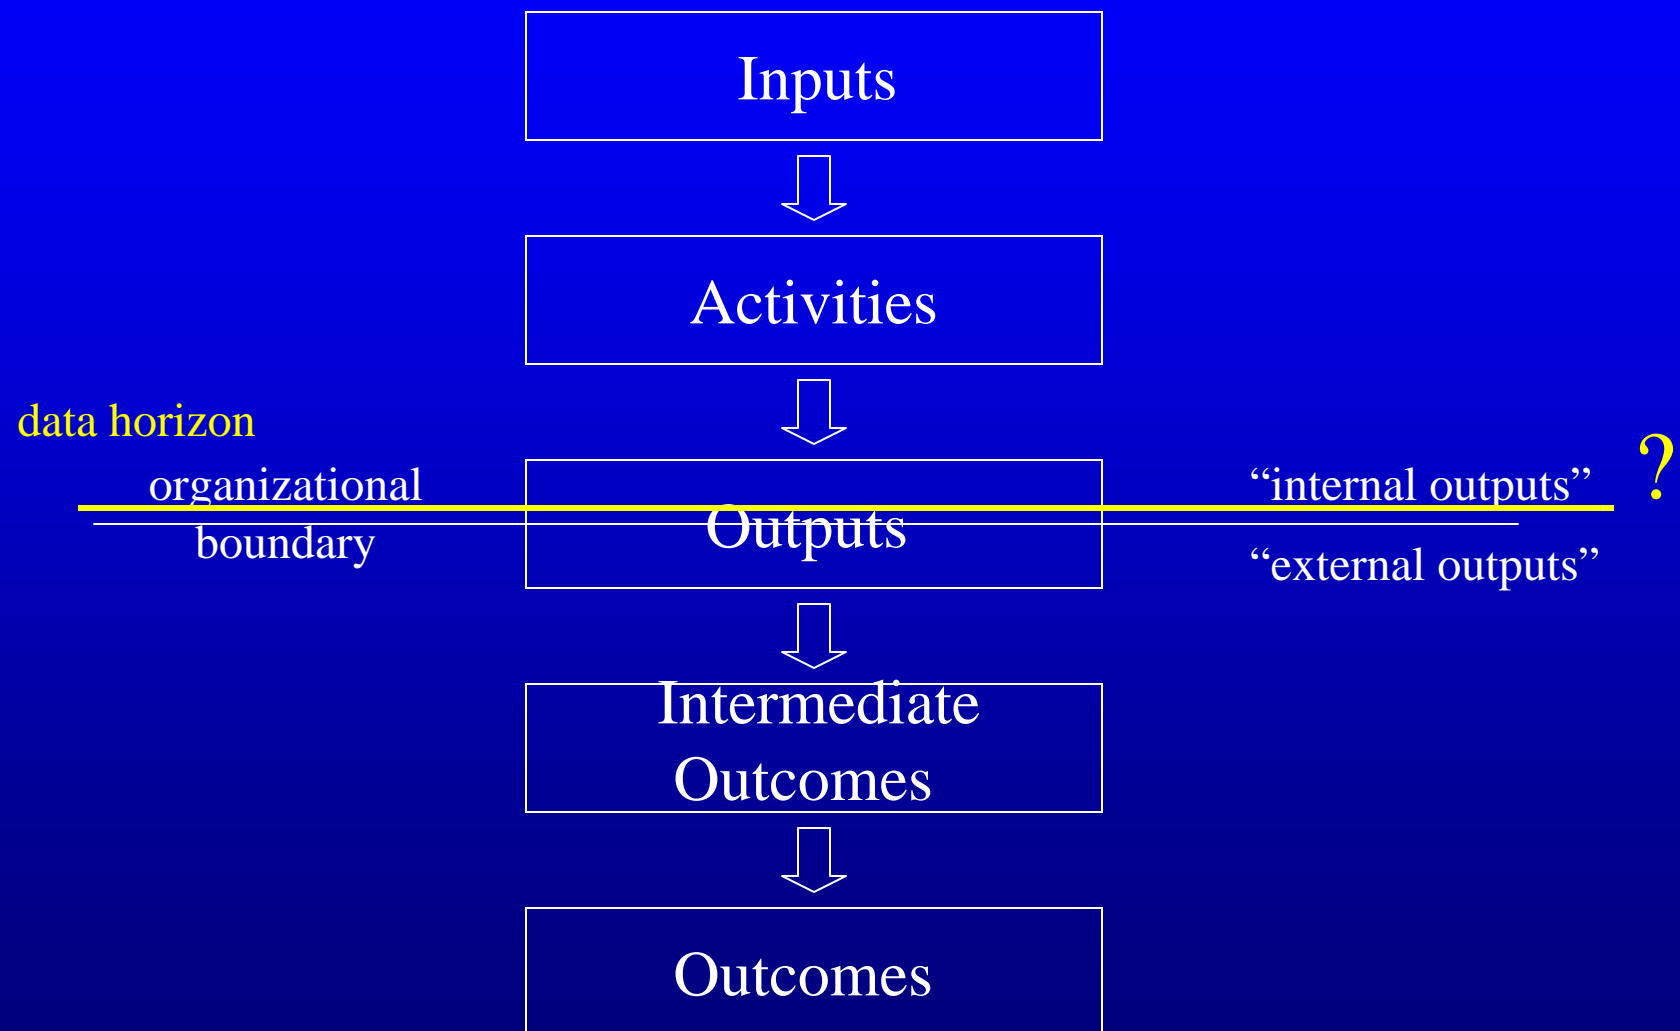 Inputs
Activities
data horizon
organizational
boundary
“internal outputs”
?
Outputs
“external outputs”
Intermediate
Outcomes
Outcomes